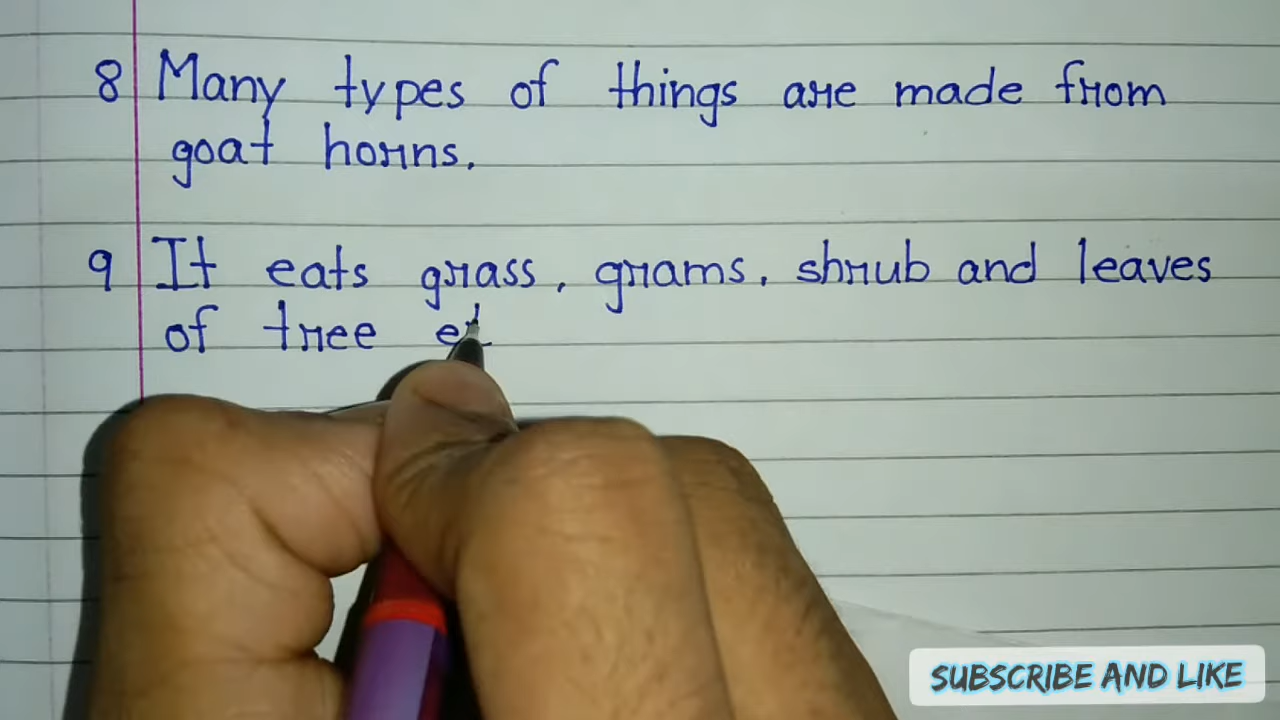 8 Many types of things are made from
goat horns.
9 It eats grass, grams, shrub and leaves
of tree et
SUBSCRIBE AND LIKE